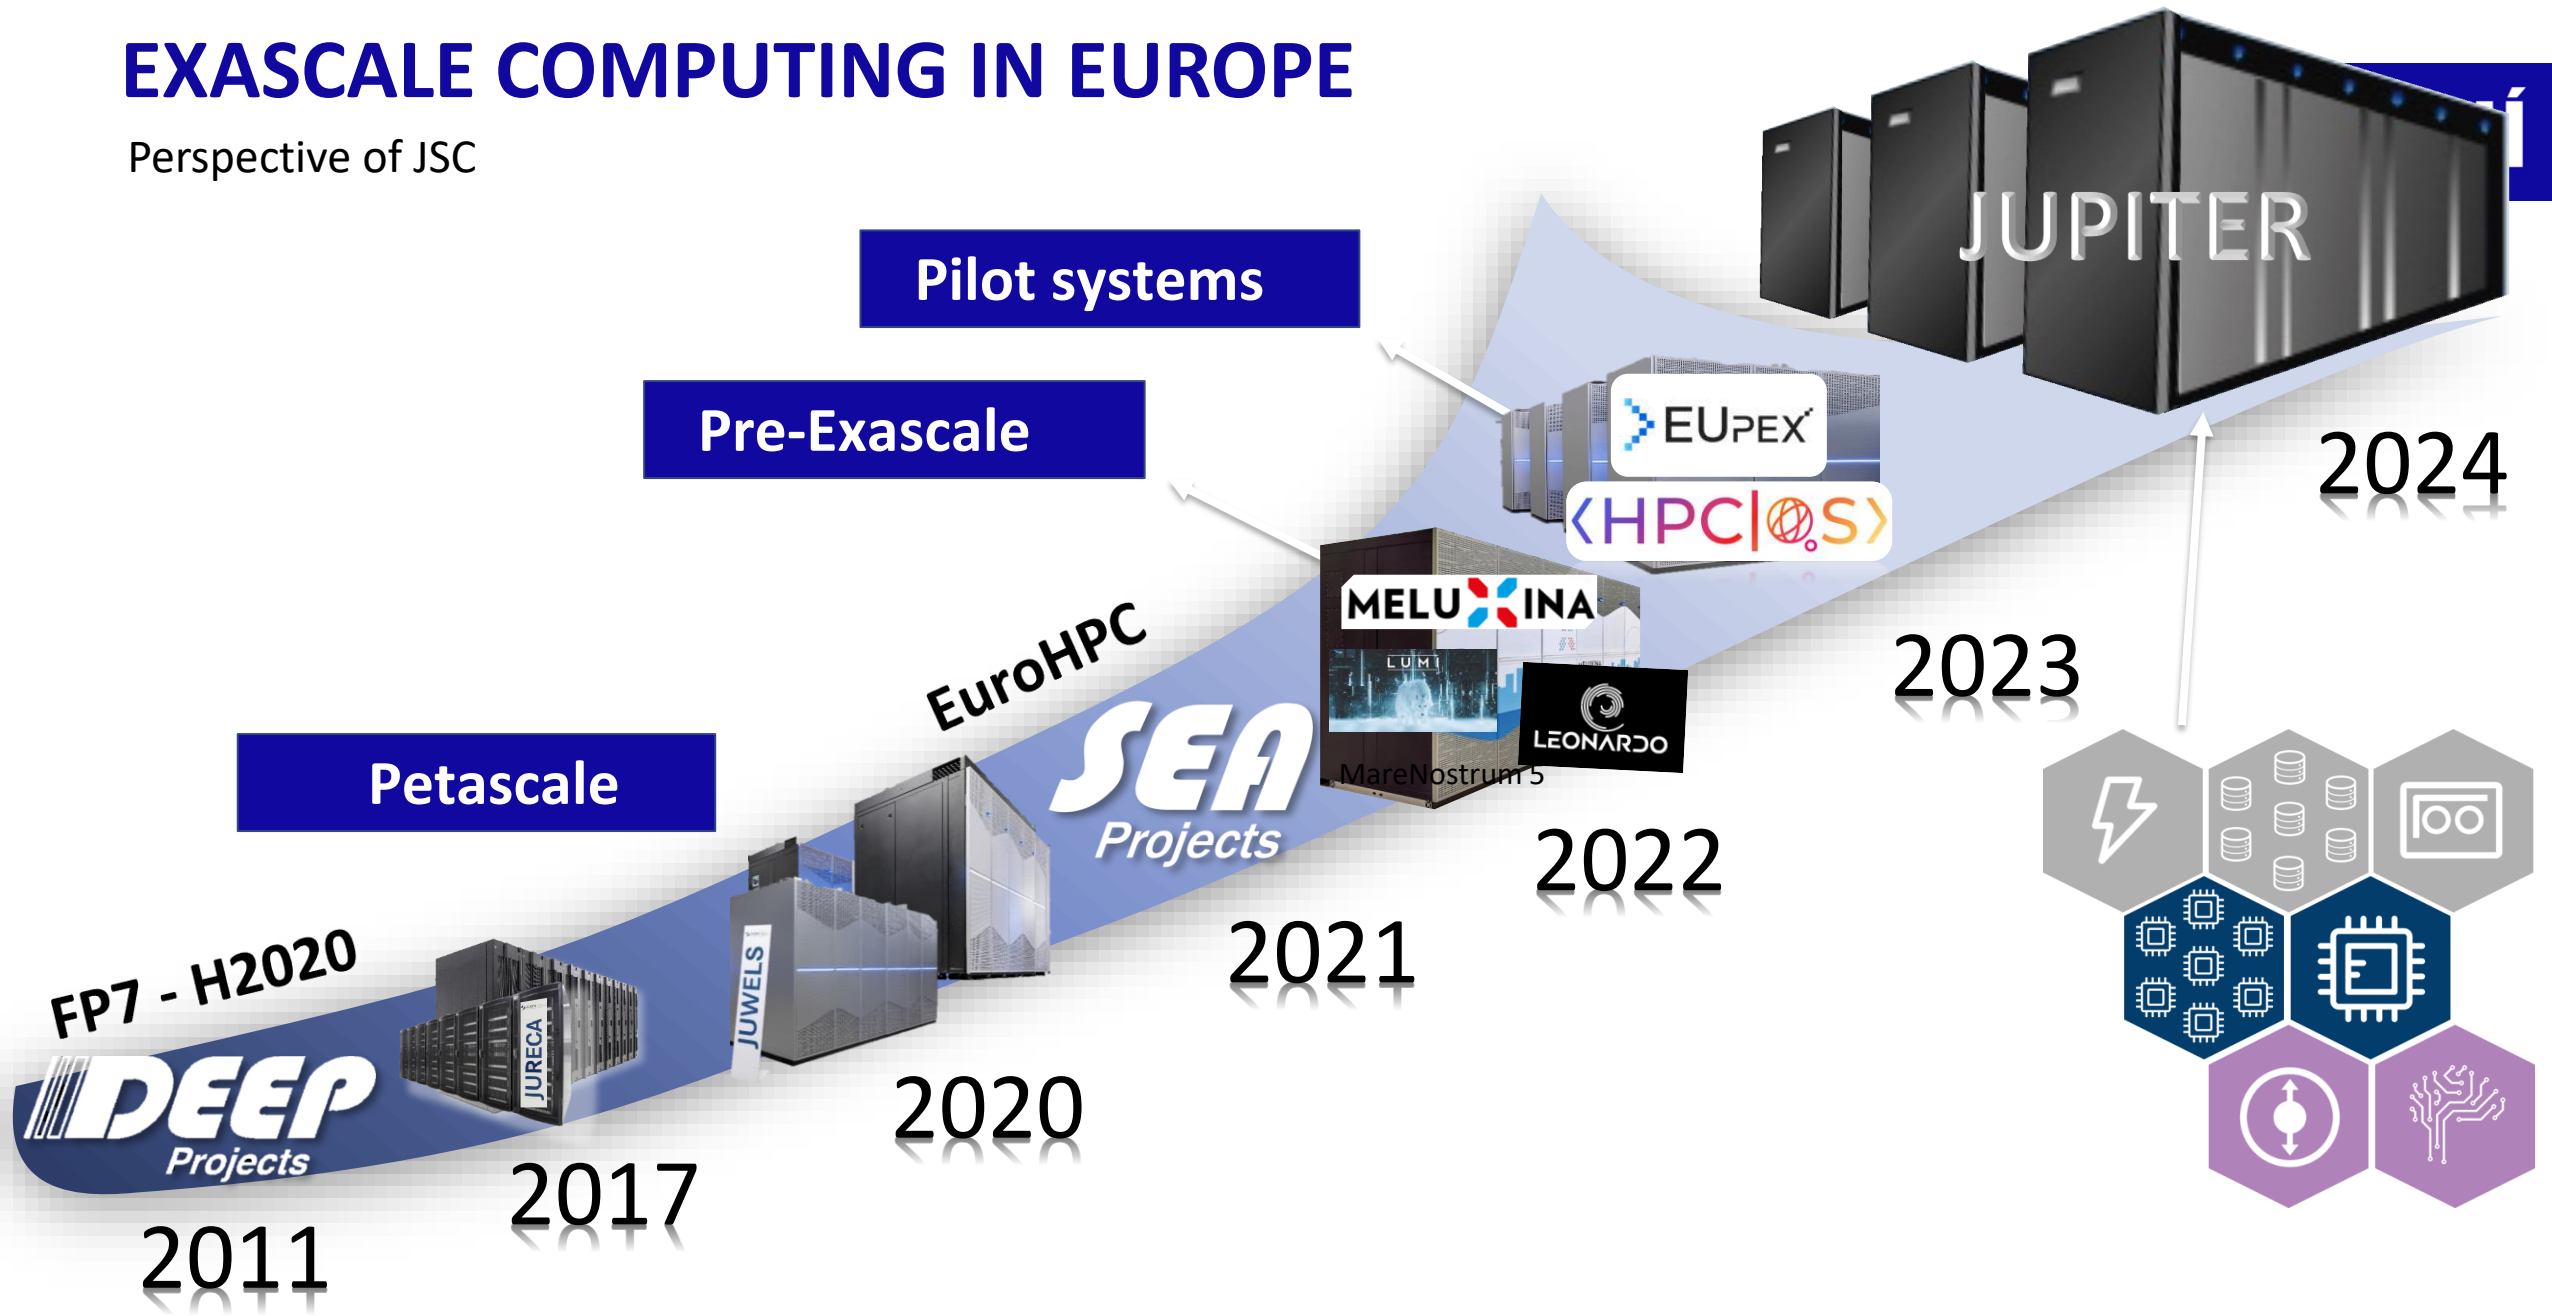 EXASCALE COMPUTING IN EUROPE
Perspective of JSC
JUPITER
Pilot systems
Pre-Exascale
EUPEX
<HPC|QS>
2024
MELUXINA
LUMI
LEONARDO
MareNostrum 5
2023
EuroHPC
SEA
Projects
Petascale
2022
JUWELS
2021
FP7 - H2020
JURECA
DEEP
Projects
2020
2017
2011